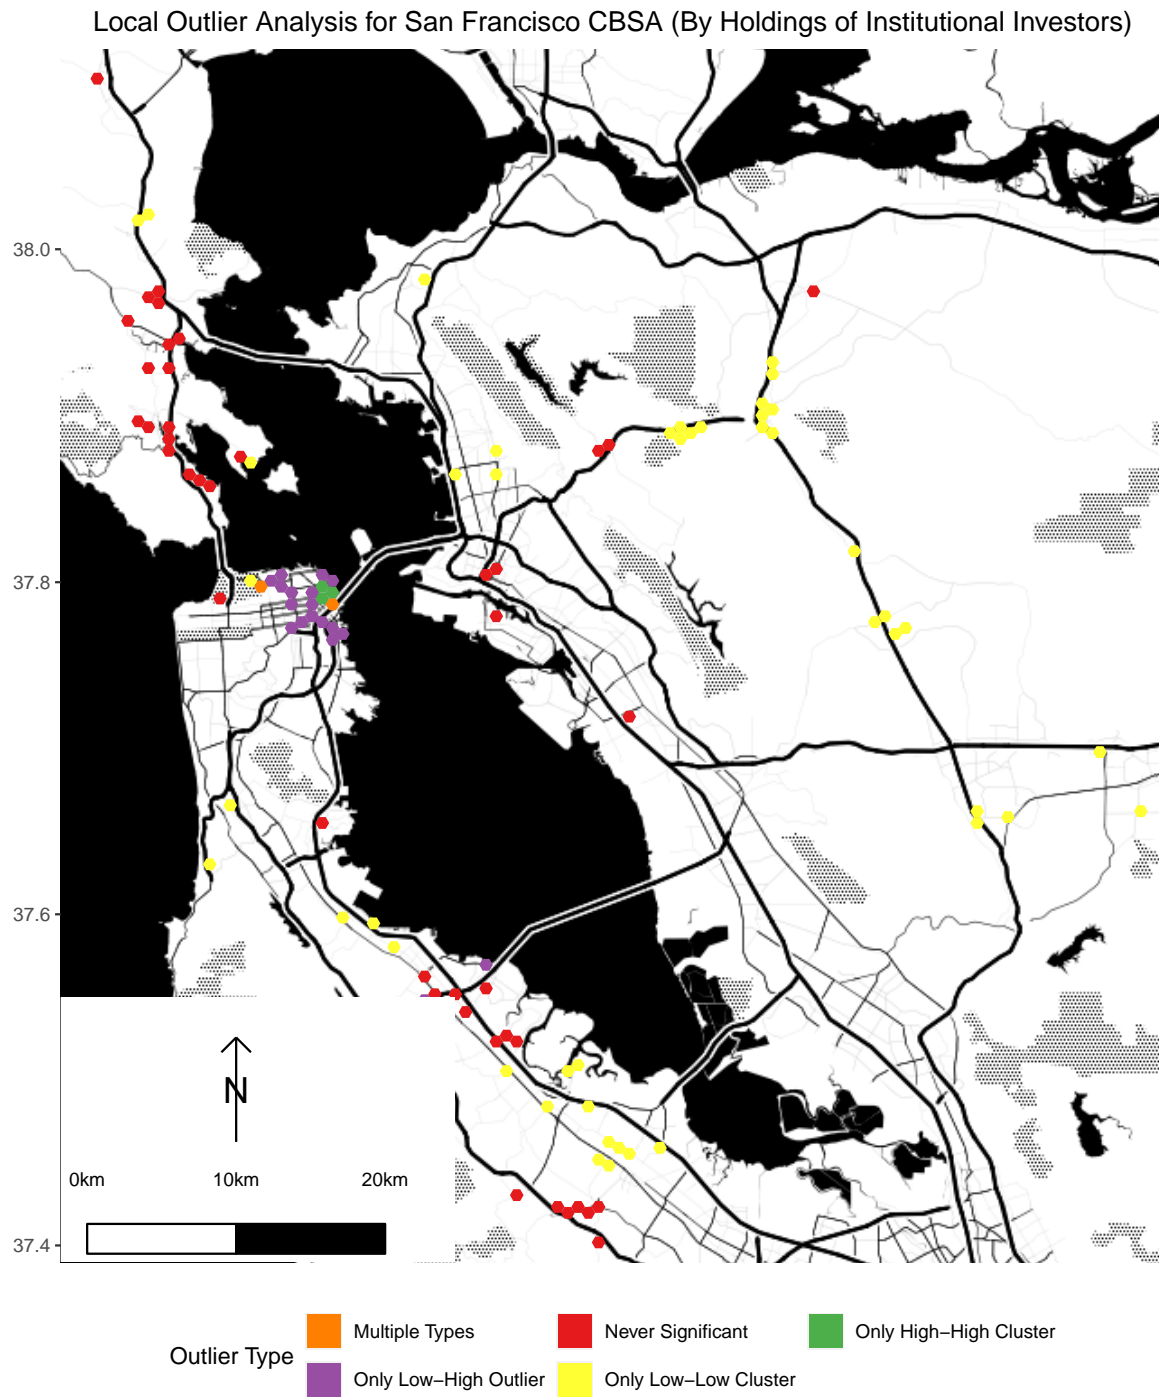 Local Outlier Analysis for San Francisco CBSA (By Holdings of Institutional Investors)
38.0
37.8
37.6
37.4
N
0km 10km 20km
Outlier Type
Multiple Types Never Significant Only High−High Cluster
Only Low−High Outlier Only Low−Low Cluster